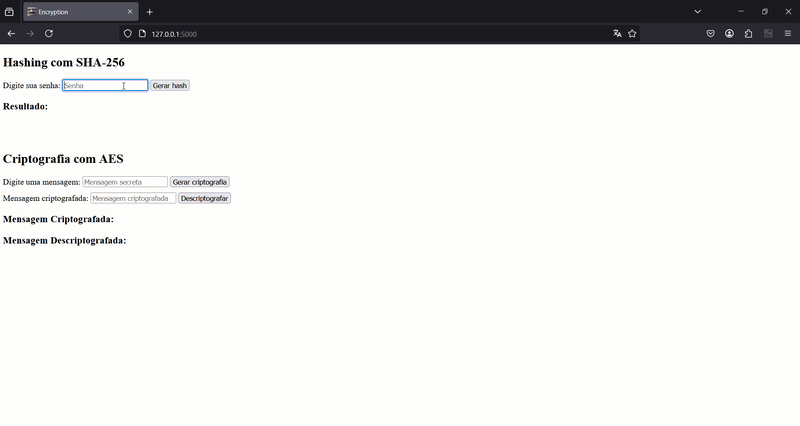 Encryption
127.0.0.1:5000
Hashing com SHA-256
Digite sua senha: Senha Gerar hash
Resultado:
Criptografia com AES
Digite uma mensagem: Mensagem secreta Gerar criptografia
Mensagem criptografada: Mensagem criptografada Descriptografar
Mensagem Criptografada:
Mensagem Descriptografada: